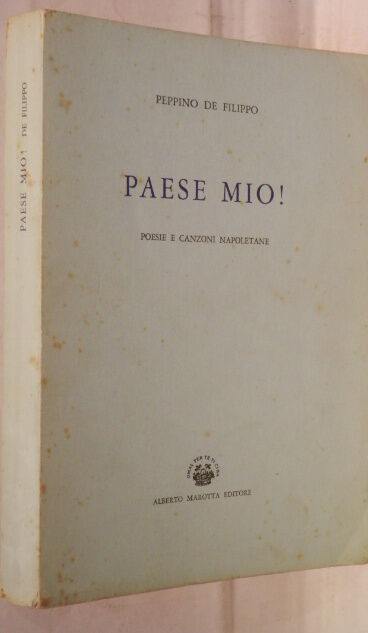 PAESE MIO! DE FILIPPO
PEPPINO DE FILIPPO
PAESE MIO!
POESIE E CANZONI NAPOLETANE
ALBERTO MAROTTA EDITORE